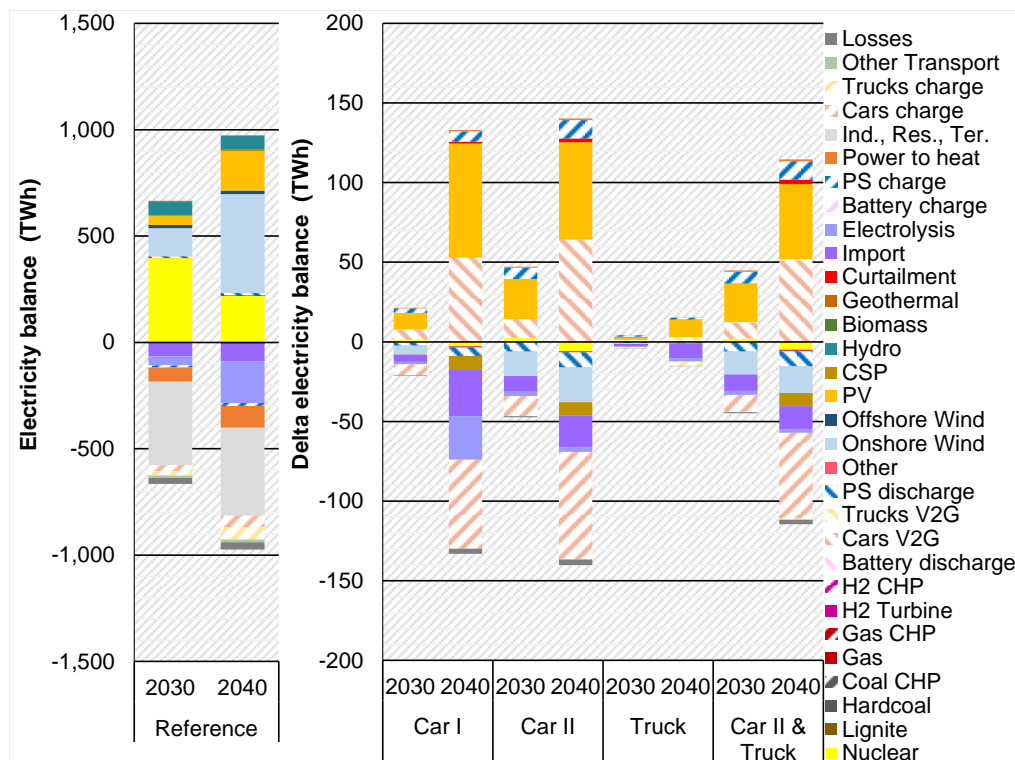 Electricity balance (TWh)
1,500
1,000
500
0
-500
-1,000
-1,500
2030 2040
Reference
Delta electricity balance (TWh)
200
150
100
50
0
-50
-100
-150
-200
2030 2040 2030 2040 2030 2040 2030 2040
Car I
Car II
Truck
Car II &
Truck
Losses
Other Transport
Trucks charge
Cars charge
Ind., Res., Ter.
Power to heat
PS charge
Battery charge
Electrolysis
Import
Curtailment
Geothermal
Biomass
Hydro
CSP
PV
Offshore Wind
Onshore Wind
Other
PS discharge
Trucks V2G
Cars V2G
Battery discharge
H2 CHP
H2 Turbine
Gas CHP
Gas
Coal CHP
Hardcoal
Lignite
Nuclear